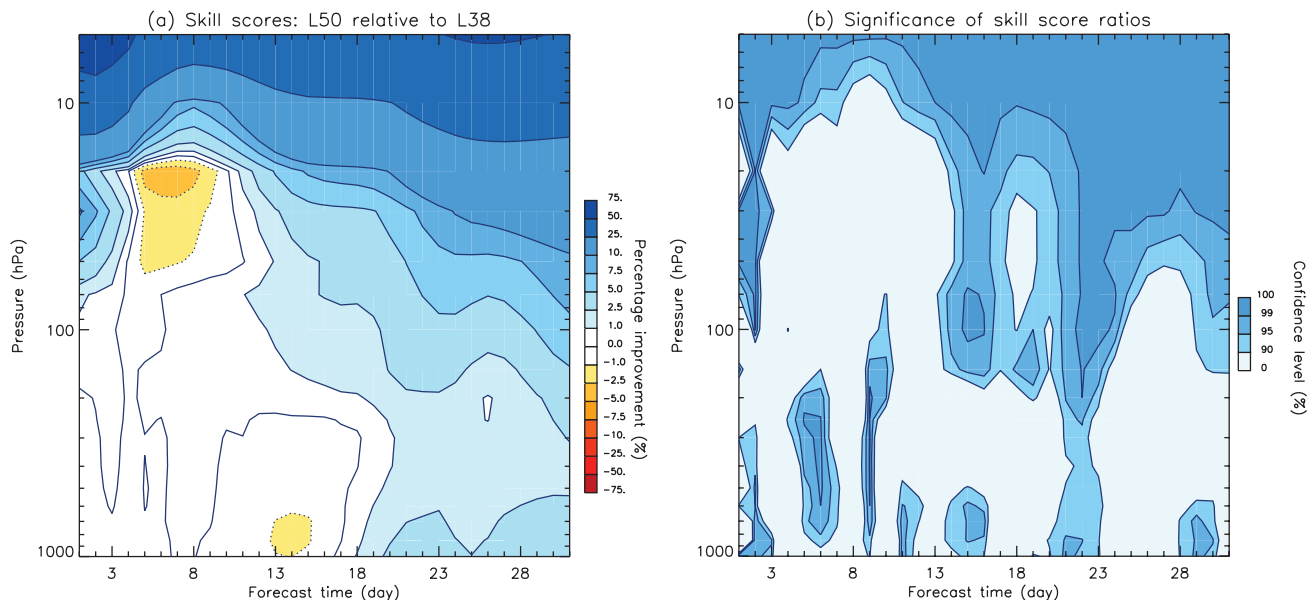 (a) Skill scores: L50 relative to L38
10
100
1000
Pressure (hPa)
3 8 13 18 23 28
Forecast time (day)
75.
50.
25.
10.
7.5
5.0
2.5
1.0
0.0
-1.0
-2.5
-5.0
-7.5
-10.
-25.
-50.
-75.
Percentage improvement (%)
(b) Significance of skill score ratios
10
100
1000
Pressure (hPa)
3 8 13 18 23 28
Forecast time (day)
100
99
95
90
0
Confidence level (%)